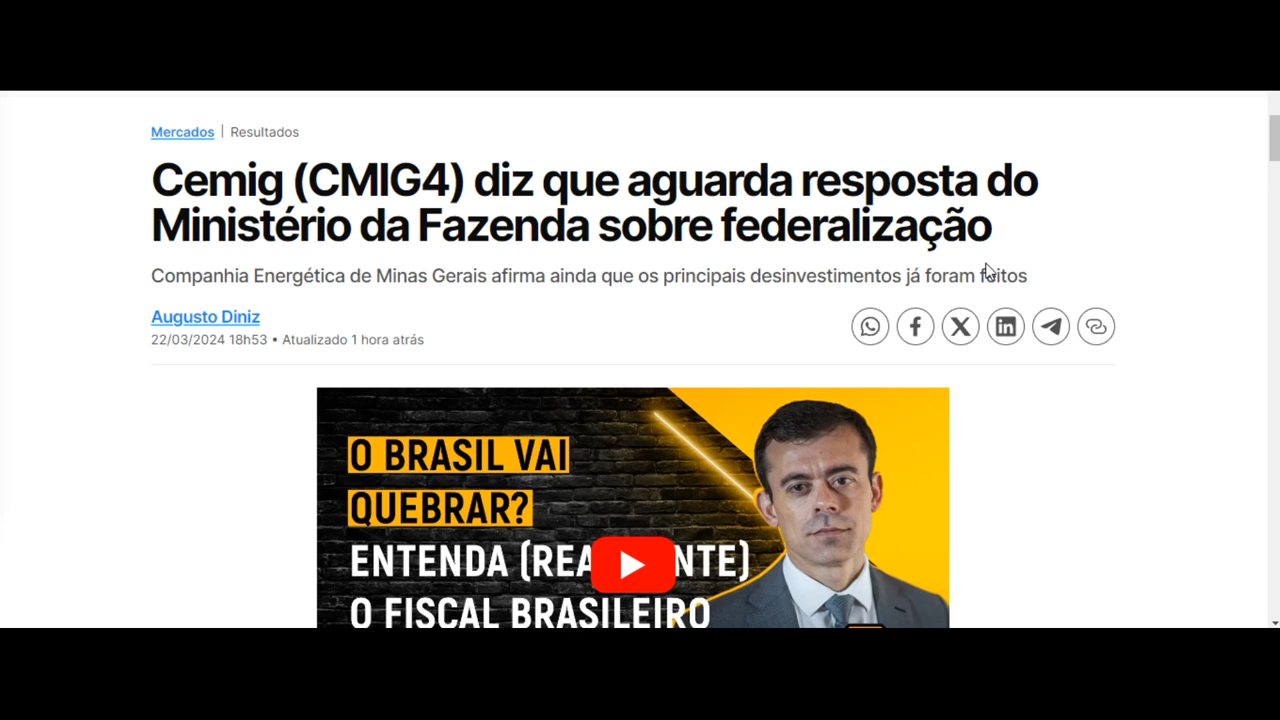 Mercados | Resultados
Cemig (CMIG4) diz que aguarda resposta do
Ministério da Fazenda sobre federalização
Companhia Energética de Minas Gerais afirma ainda que os principais desinvestimentos já foram feitos
Augusto Diniz
22/03/2024 18h53 • Atualizado 1 hora atrás
O BRASIL VAI
QUEBRAR?
ENTENDA
O FISCAL BRASILEIRO